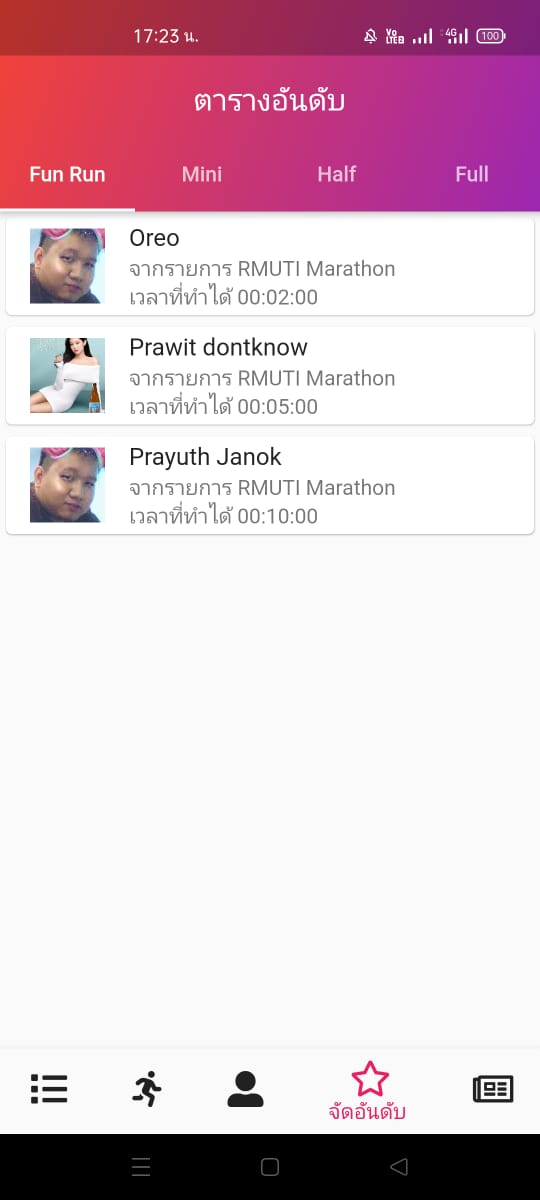 17:23 น.
Vo LTE2 4G 100
ตารางอันดับ
Fun Run Mini Half Full
Oreo
จากรายการ RMUTI Marathon
เวลาที่ทำได้ 00:02:00
Prawit dontknow
จากรายการ RMUTI Marathon
เวลาที่ทำได้ 00:05:00
Prayuth Janok
จากรายการ RMUTI Marathon
เวลาที่ทำได้ 00:10:00
จัดอันดับ